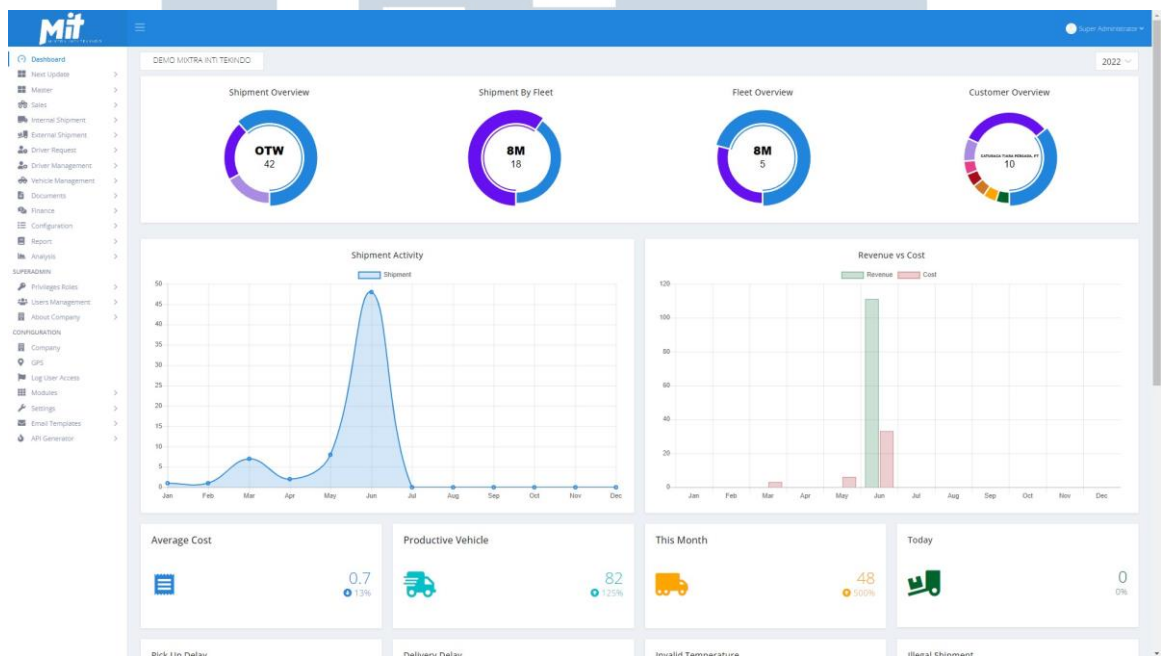 Mit
Super Administrator
Dashboard
Next Update
Master
Sales
Internal Shipment
External Shipment
Driver Request
Driver Management
Vehicle Management
Documents
Finance
Configuration
Report
Analysis
SUPERADMIN
Privileges Roles
Users Management
About Company
CONFIGURATION
Company
GPS
Log User Access
Modules
Settings
Email Templates
API Generator
DEMO MIXTRA INTI TEKINDO
2022
Shipment Overview
OTW
42
Shipment By Fleet
8M
18
Fleet Overview
8M
5
Customer Overview
10
Shipment Activity
Shipment
50
45
40
35
30
25
20
15
10
5
0
Jan Feb Mar Apr May Jun Jul Aug Sep Oct Nov Dec
Revenue vs Cost
Revenue Cost
120
100
80
60
40
20
0
Jan Feb Mar Apr May Jun Jul Aug Sep Oct Nov Dec
Average Cost
0.7
13%
Productive Vehicle
82
125%
This Month
48
500%
Today
0
0%
Pick Up Delay
Delivery Delay
Invalid Temperature
Illegal Shipment